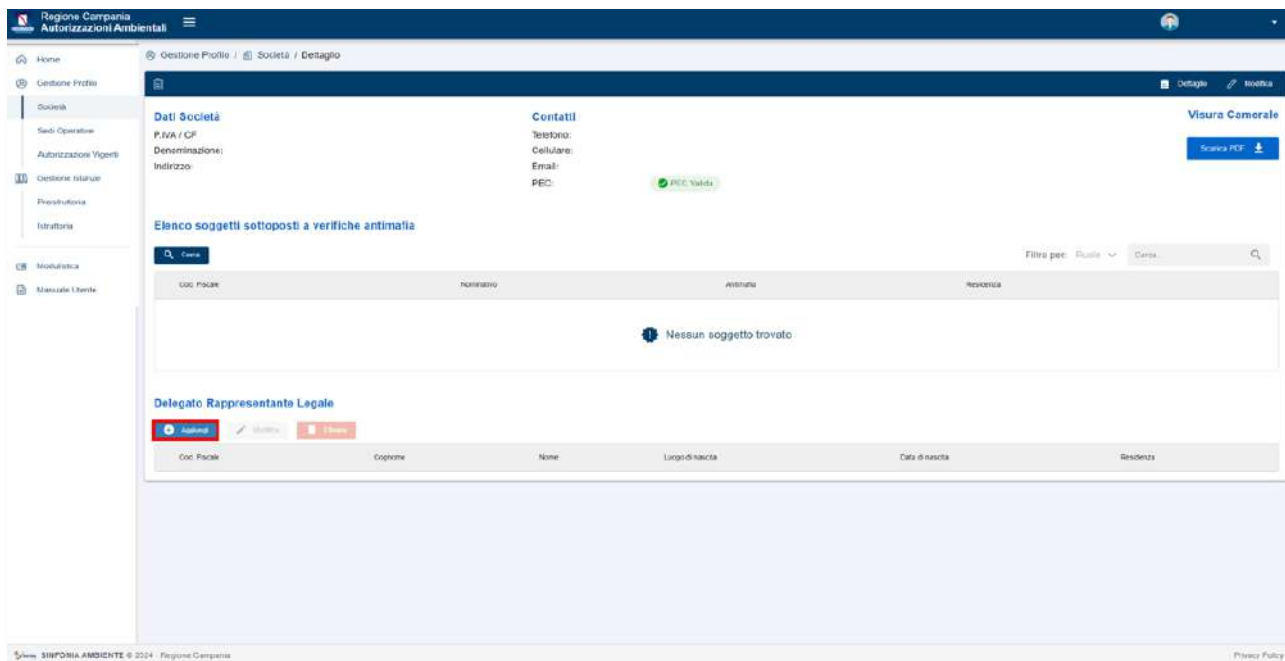 Regione Campania
Autorizzazioni Ambientali
Home
Gestione Profilo
Società
Sedi Operative
Autorizzazioni Vigenti
Gestione Istanze
Preistruttoria
Istruttoria
Modulistica
Manuale Utente
Gestione Profilo / Società / Dettaglio
Dettaglio Modifica
Dati Società
P.IVA / CF
Denominazione:
Indirizzo:
Contatti
Telefono:
Cellulare:
Email:
PEC: PEC Valida
Visura Camerale
Scarica PDF
Elenco soggetti sottoposti a verifiche antimafia
Cerca
Filtra per: Ruolo Cerca...
Cod. Fiscale Nominativo Antimafia Residenza
Nessun soggetto trovato
Delegato Rappresentante Legale
Aggiungi Modifica Elimina
Cod. Fiscale Cognome Nome Luogo di nascita Data di nascita Residenza
SINFONIA AMBIENTE © 2024 - Regione Campania
Privacy Policy